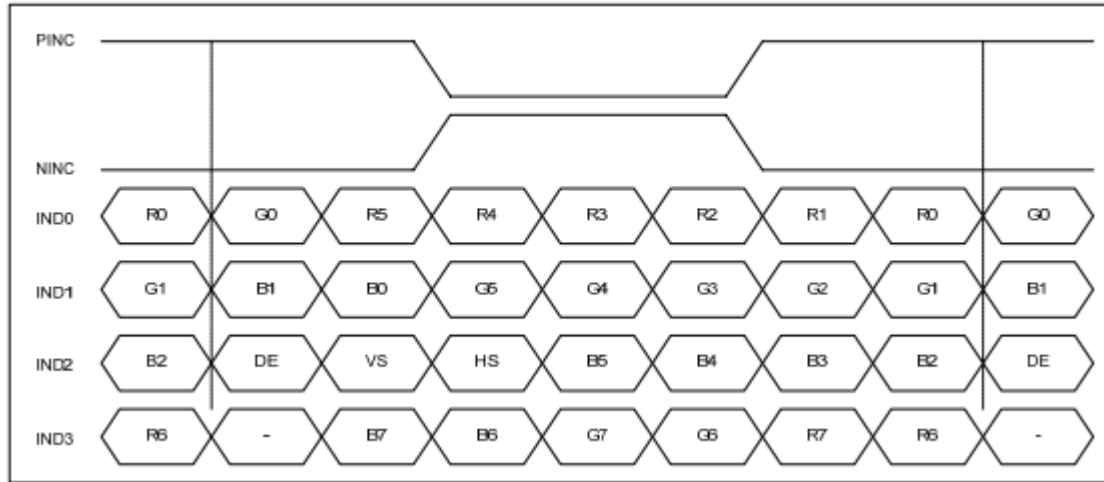 PINC
NINC
IND0 R0 G0 R5 R4 R3 R2 R1 R0 G0
IND1 G1 B1 B0 G5 G4 G3 G2 G1 B1
IND2 B2 DE VS HS B5 B4 B3 B2 DE
IND3 R6 - B7 B6 G7 G6 R7 R6 -